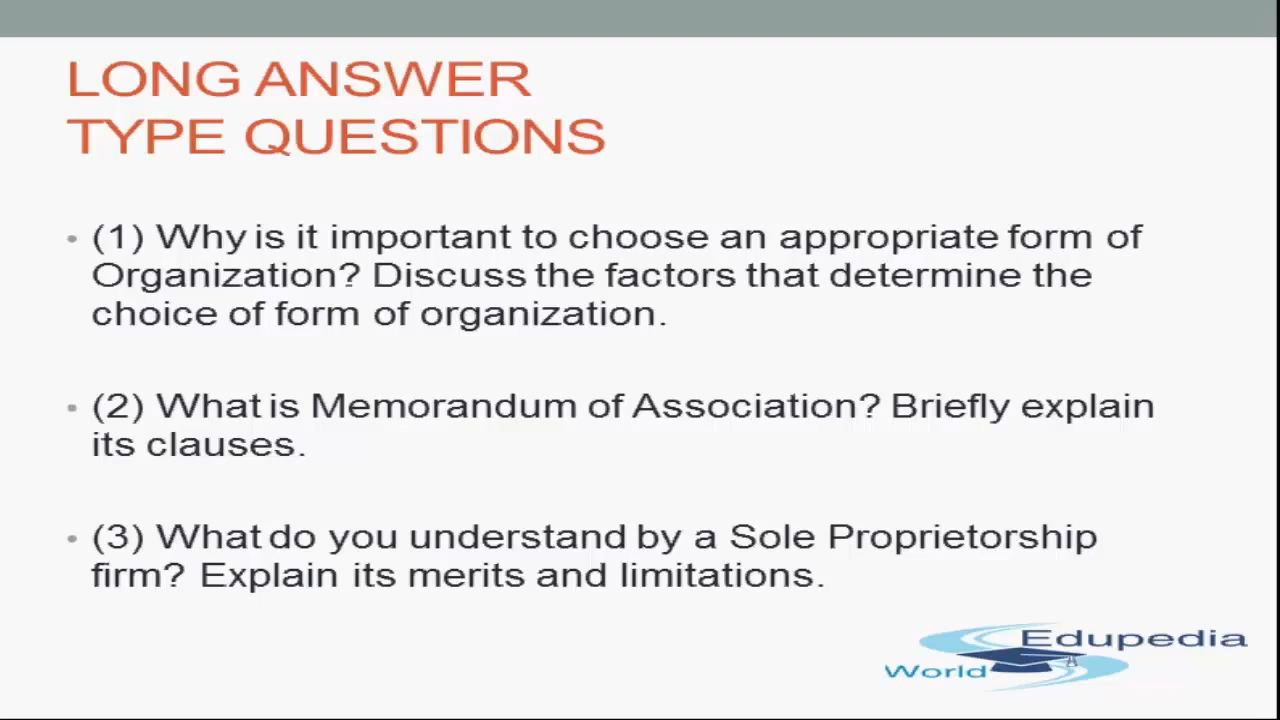 LONG ANSWER
TYPE QUESTIONS
• (1) Why is it important to choose an appropriate form of
Organization? Discuss the factors that determine the
choice of form of organization.
• (2) What is Memorandum of Association? Briefly explain
its clauses.
• (3) What do you understand by a Sole Proprietorship
firm? Explain its merits and limitations.
Edupedia
World